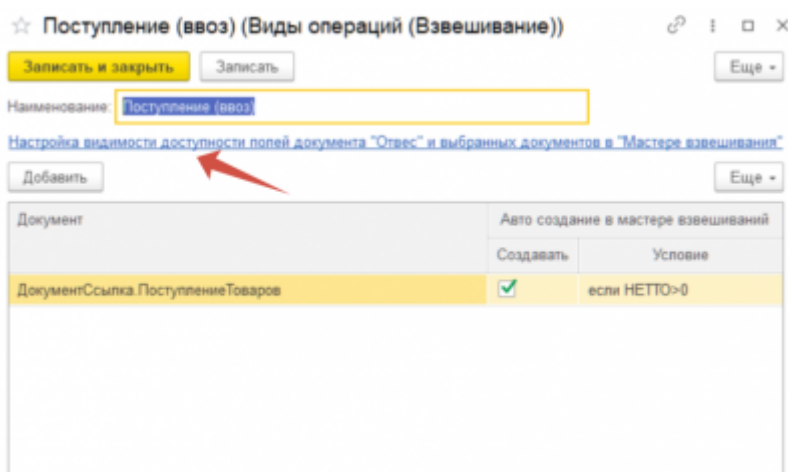 Поступление (ввоз) (Виды операций (Взвешивание))
Записать и закрыть Записать Еще
Наименование: Поступление (ввоз)
Настройка видимости доступности полей документа "Отвес" и выбранных документов в "Мастере взвешивания"
Добавить Еще
Документ Авто создание в мастере взвешиваний
Создавать Условие
ДокументСсылка.ПоступлениеТоваров если НЕТТО>0